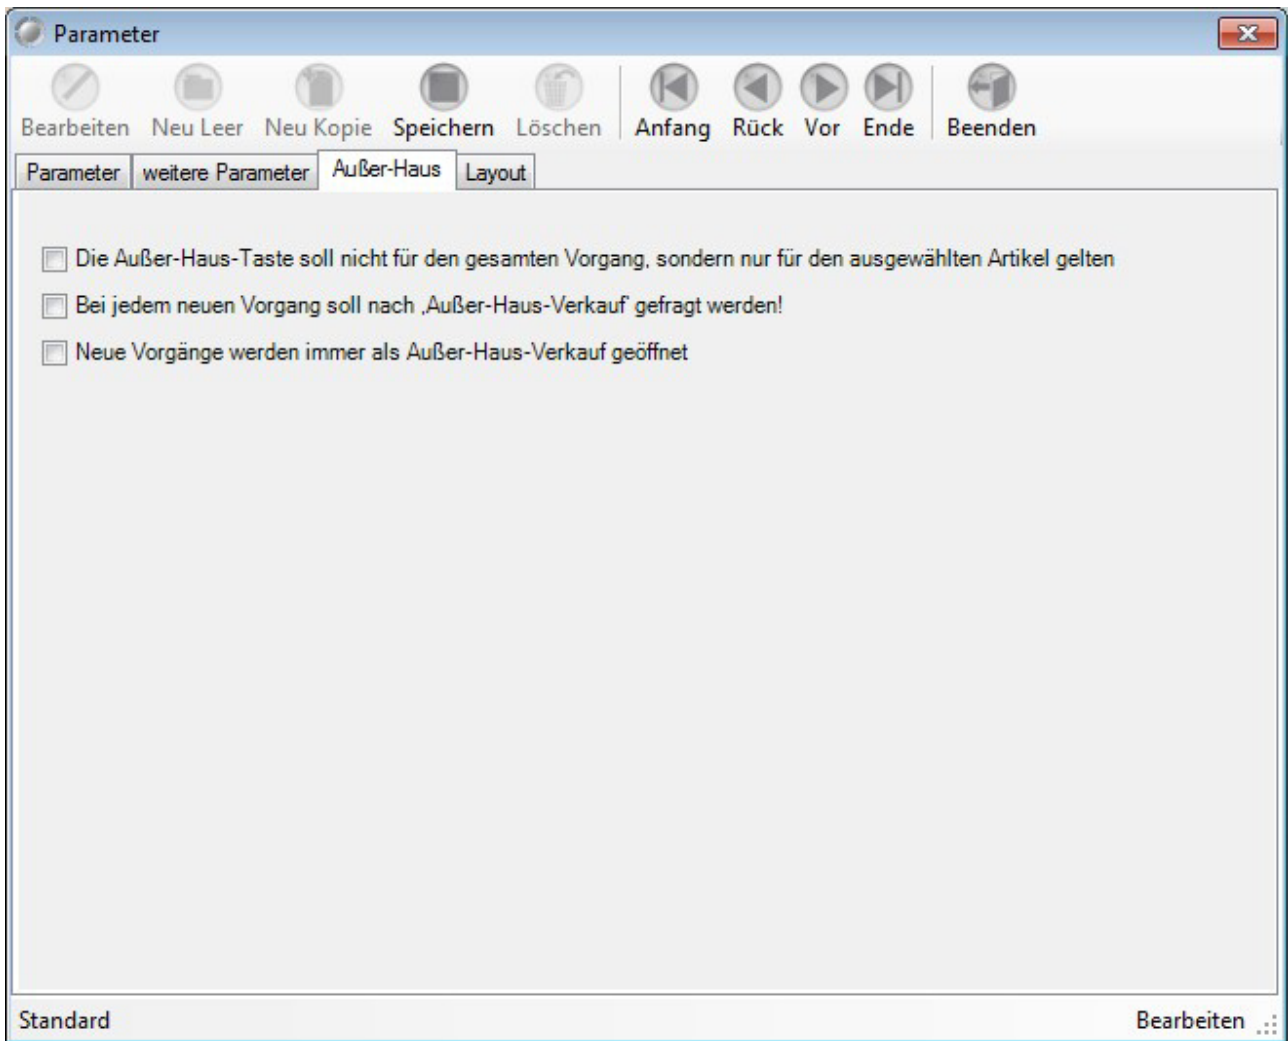 Parameter
Bearbeiten Neu Leer Neu Kopie Speichern Löschen Anfang Rück Vor Ende Beenden
Parameter weitere Parameter Außer-Haus Layout
Die Außer-Haus-Taste soll nicht für den gesamten Vorgang, sondern nur für den ausgewählten Artikel gelten
Bei jedem neuen Vorgang soll nach ‚Außer-Haus-Verkauf‘ gefragt werden!
Neue Vorgänge werden immer als Außer-Haus-Verkauf geöffnet
Standard Bearbeiten